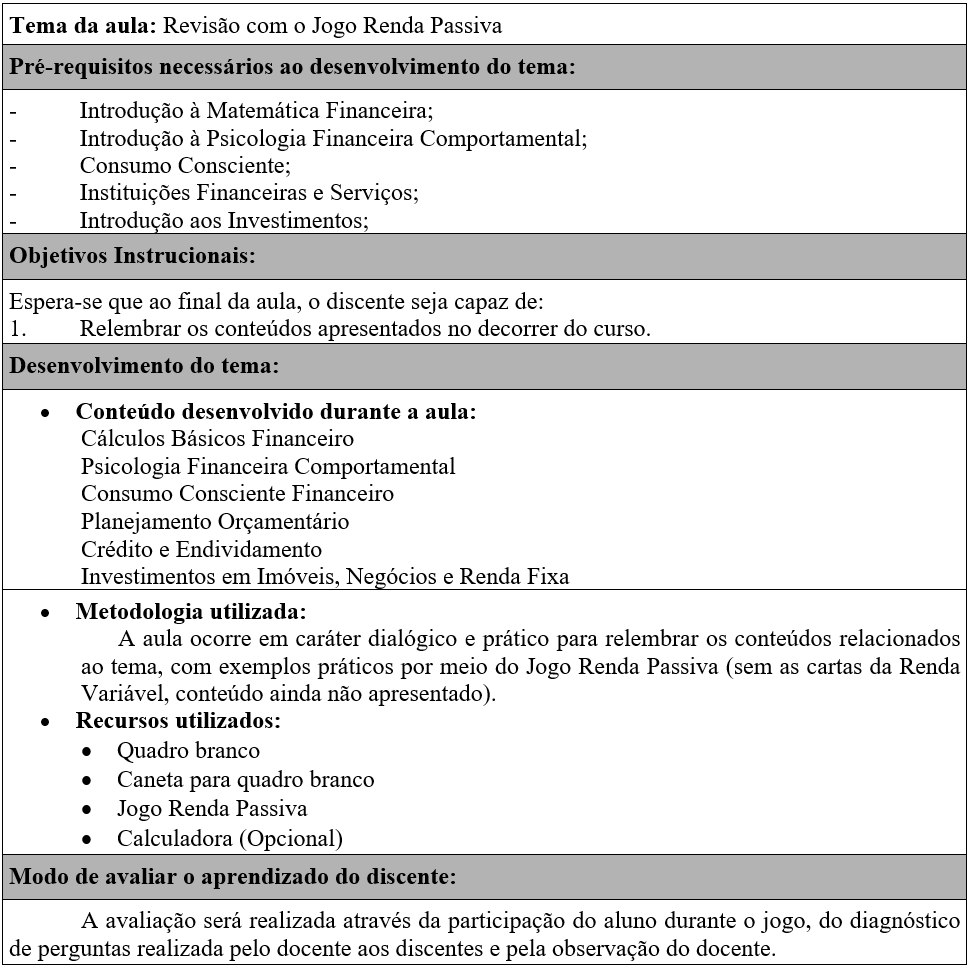 Tema da aula: Revisão com o Jogo Renda Passiva
Pré-requisitos necessários ao desenvolvimento do tema:
- Introdução à Matemática Financeira;
- Introdução à Psicologia Financeira Comportamental;
- Consumo Consciente;
- Instituições Financeiras e Serviços;
- Introdução aos Investimentos;
Objetivos Instrucionais:
Espera-se que ao final da aula, o discente seja capaz de:
1. Relembrar os conteúdos apresentados no decorrer do curso.
Desenvolvimento do tema:
• Conteúdo desenvolvido durante a aula:
Cálculos Básicos Financeiro
Psicologia Financeira Comportamental
Consumo Consciente Financeiro
Planejamento Orçamentário
Crédito e Endividamento
Investimentos em Imóveis, Negócios e Renda Fixa
• Metodologia utilizada:
A aula ocorre em caráter dialógico e prático para relembrar os conteúdos relacionados
ao tema, com exemplos práticos por meio do Jogo Renda Passiva (sem as cartas da Renda
Variável, conteúdo ainda não apresentado).
• Recursos utilizados:
• Quadro branco
• Caneta para quadro branco
• Jogo Renda Passiva
• Calculadora (Opcional)
Modo de avaliar o aprendizado do discente:
A avaliação será realizada através da participação do aluno durante o jogo, do diagnóstico
de perguntas realizada pelo docente aos discentes e pela observação do docente.